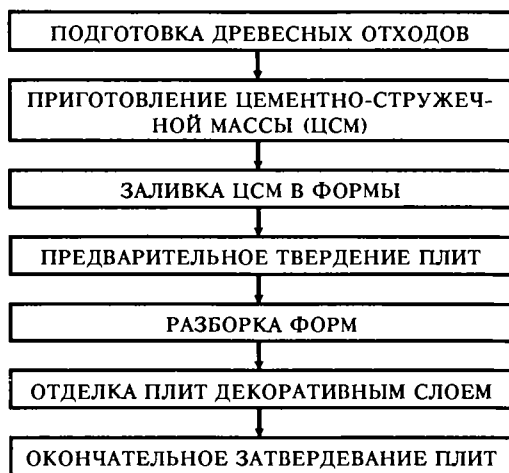 ПОДГОТОВКА ДРЕВЕСНЫХ ОТХОДОВ
ПРИГОТОВЛЕНИЕ ЦЕМЕНТНО-СТРУЖЕЧ-
НОЙ МАССЫ (ЦСМ)
ЗАЛИВКА ЦСМ В ФОРМЫ
ПРЕДВАРИТЕЛЬНОЕ ТВЕРДЕНИЕ ПЛИТ
РАЗБОРКА ФОРМ
ОТДЕЛКА ПЛИТ ДЕКОРАТИВНЫМ СЛОЕМ
ОКОНЧАТЕЛЬНОЕ ЗАТВЕРДЕВАНИЕ ПЛИТ